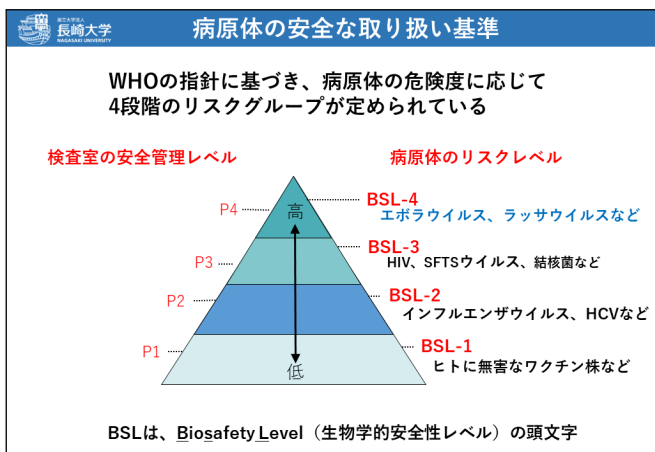 国立大学法人
長崎大学
NAGASAKI UNIVERSITY
病原体の安全な取り扱い基準
WHOの指針に基づき、病原体の危険度に応じて
4段階のリスクグループが定められている
検査室の安全管理レベル
病原体のリスクレベル
P4
高
BSL-4
エボラウイルス、ラッサウイルスなど
P3
BSL-3
HIV、SFTSウイルス、結核菌など
P2
BSL-2
インフルエンザウイルス、HCVなど
P1
低
BSL-1
ヒトに無害なワクチン株など
BSLは、Biosafety Level（生物学的安全性レベル）の頭文字